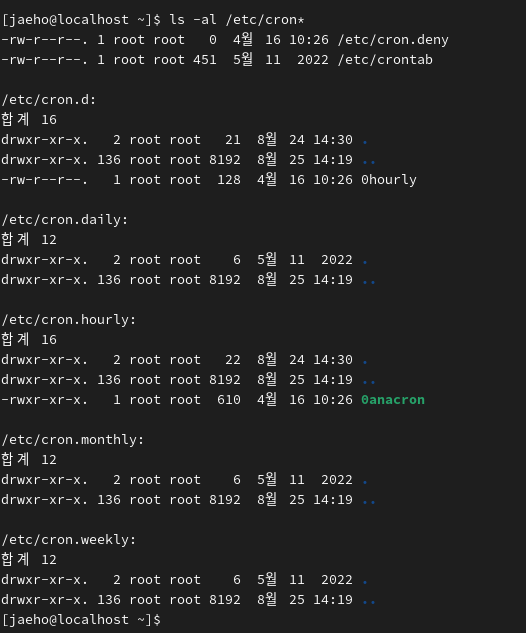 [jaeho@localhost ~]$ ls -al /etc/cron*
-rw-r--r--. 1 root root   0  4월 16 10:26 /etc/cron.deny
-rw-r--r--. 1 root root 451  5월 11  2022 /etc/crontab

/etc/cron.d:
합계 16
drwxr-xr-x.   2 root root   21  8월 24 14:30 .
drwxr-xr-x. 136 root root 8192  8월 25 14:19 ..
-rw-r--r--.   1 root root  128  4월 16 10:26 0hourly

/etc/cron.daily:
합계 12
drwxr-xr-x.   2 root root    6  5월 11  2022 .
drwxr-xr-x. 136 root root 8192  8월 25 14:19 ..

/etc/cron.hourly:
합계 16
drwxr-xr-x.   2 root root   22  8월 24 14:30 .
drwxr-xr-x. 136 root root 8192  8월 25 14:19 ..
-rwxr-xr-x.   1 root root  610  4월 16 10:26 0anacron

/etc/cron.monthly:
합계 12
drwxr-xr-x.   2 root root    6  5월 11  2022 .
drwxr-xr-x. 136 root root 8192  8월 25 14:19 ..

/etc/cron.weekly:
합계 12
drwxr-xr-x.   2 root root    6  5월 11  2022 .
drwxr-xr-x. 136 root root 8192  8월 25 14:19 ..
[jaeho@localhost ~]$